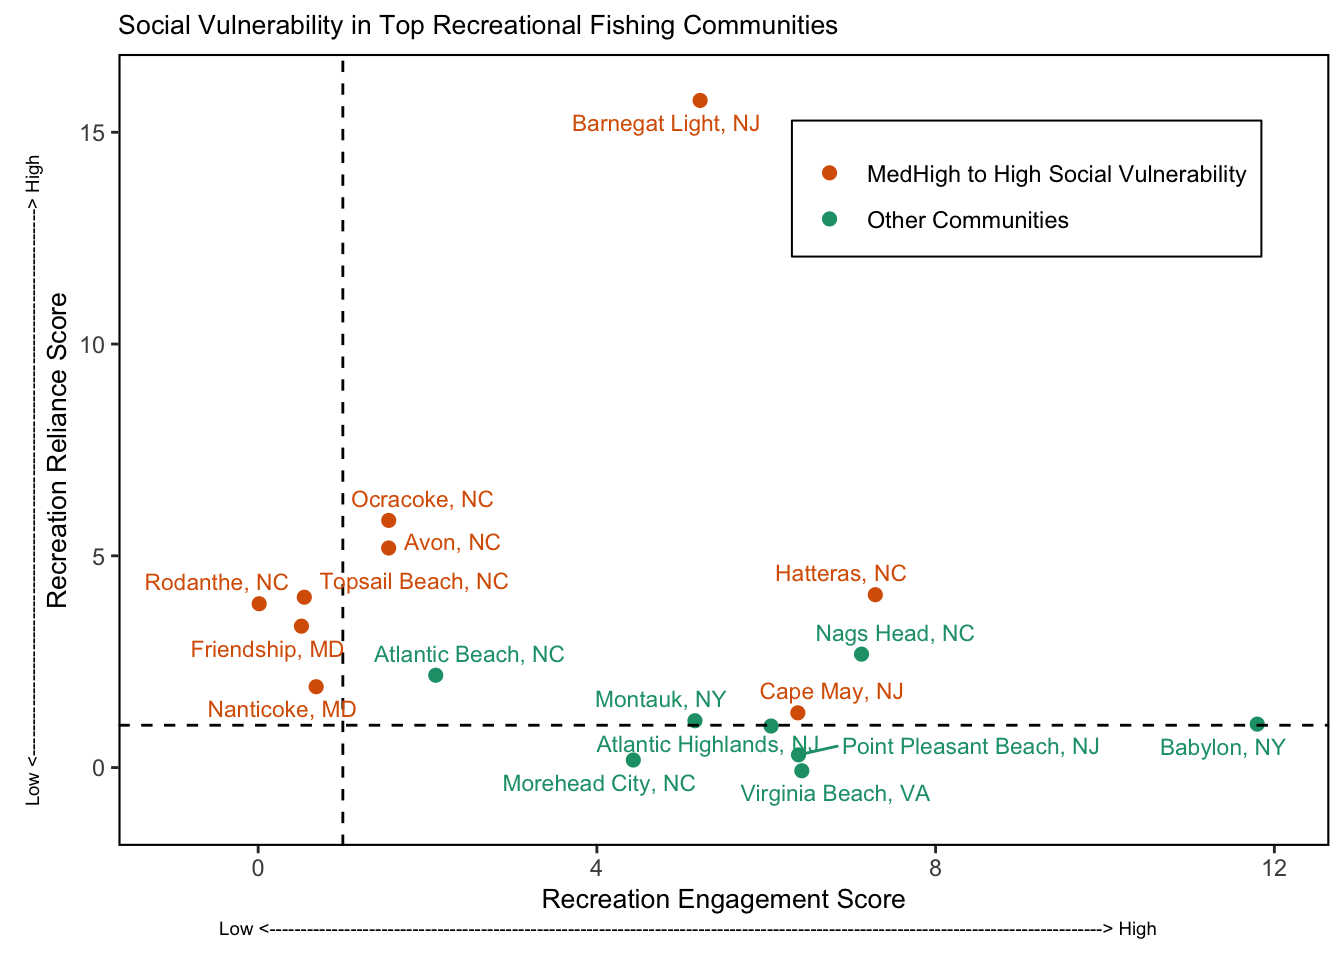 Social Vulnerability in Top Recreational Fishing Communities
Barnegat Light, NJ
MedHigh to High Social Vulnerability
Other Communities
Ocracoke, NC
Avon, NC
Rodanthe, NC
Topsail Beach, NC
Hatteras, NC
Friendship, MD
Nags Head, NC
Atlantic Beach, NC
Nanticoke, MD
Montauk, NY
Cape May, NJ
Atlantic Highlands, NJ
Point Pleasant Beach, NJ
Babylon, NY
Morehead City, NC
Virginia Beach, VA
15
10
5
0
0
4
8
12
Recreation Reliance Score
Low <--------------------------------------------------------------------------------------------> High
Recreation Engagement Score
Low <----------------------------------------------------------------------------------------------------------------------------------------> High